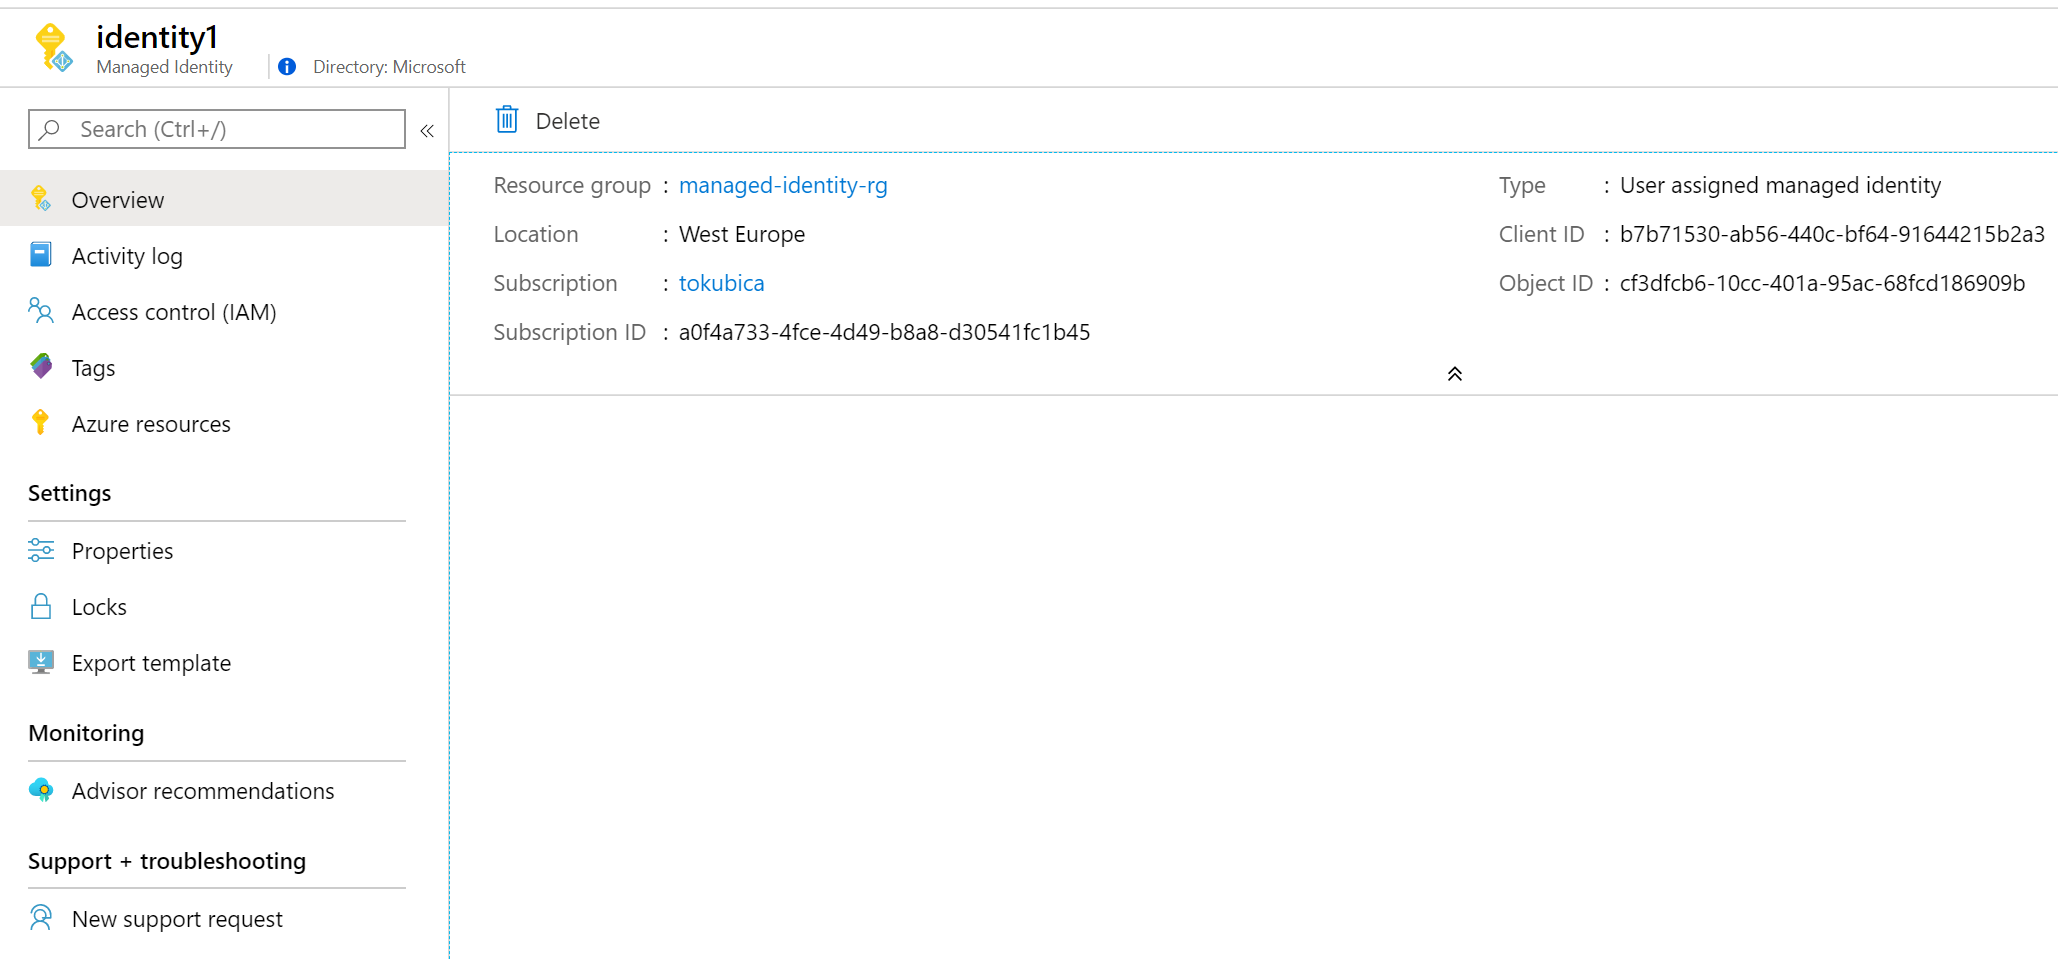 identity1
Managed Identity
Directory: Microsoft
Search (Ctrl+/)
«
Overview
Activity log
Access control (IAM)
Tags
Azure resources
Settings
Properties
Locks
Export template
Monitoring
Advisor recommendations
Support + troubleshooting
New support request
Delete
Resource group : managed-identity-rg
Location : West Europe
Subscription : tokubica
Subscription ID : a0f4a733-4fce-4d49-b8a8-d30541fc1b45
Type : User assigned managed identity
Client ID : b7b71530-ab56-440c-bf64-91644215b2a3
Object ID : cf3dfcb6-10cc-401a-95ac-68fcd186909b